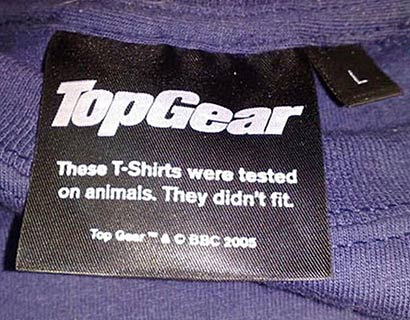 TopGear
L
These T-Shirts were tested
on animals. They didn't fit.
Top Gear™ & © BBC 2005